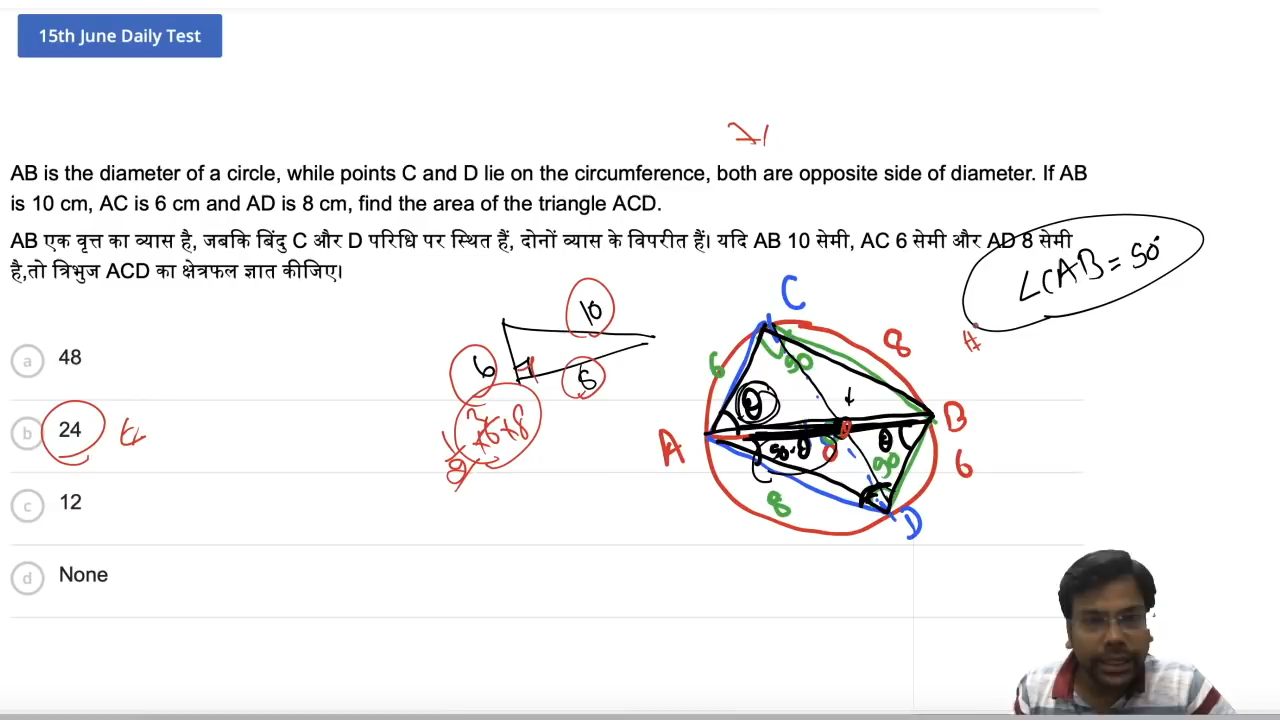 15th June Daily Test
AB is the diameter of a circle, while points C and D lie on the circumference, both are opposite side of diameter. If AB
is 10 cm, AC is 6 cm and AD is 8 cm, find the area of the triangle ACD.
AB एक वृत्त का व्यास है, जबकि बिंदु C और D परिधि पर स्थित हैं, दोनों व्यास के विपरीत हैं। यदि AB 10 सेमी, AC 6 सेमी और AD 8 सेमी
है,तो त्रिभुज ACD का क्षेत्रफल ज्ञात कीजिए।
∠CAB = 50°
C
10
8
a 48
6
90
6
8
θ
b 24
B
A
θ
90
6
8
c 12
D
d None